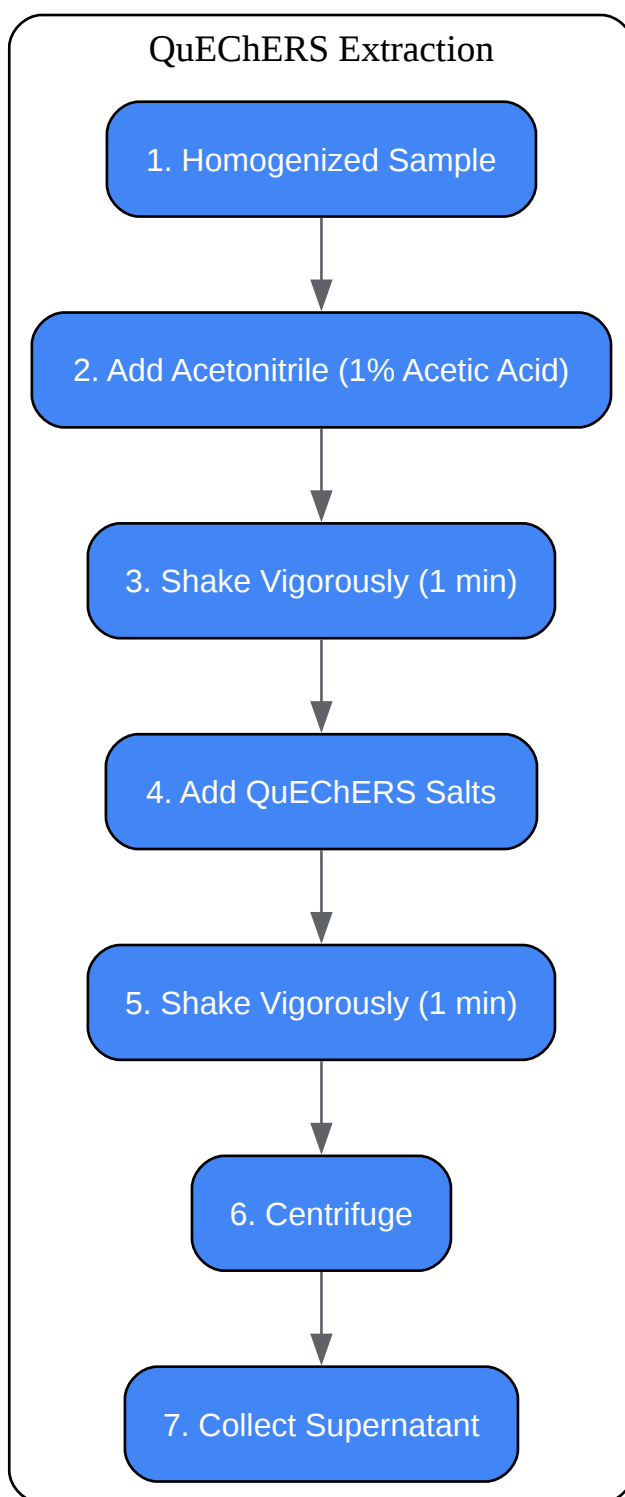 QuEChERS Extraction
1. Homogenized Sample
2. Add Acetonitrile (1% Acetic Acid)
3. Shake Vigorously (1 min)
4. Add QuEChERS Salts
5. Shake Vigorously (1 min)
6. Centrifuge
7. Collect Supernatant